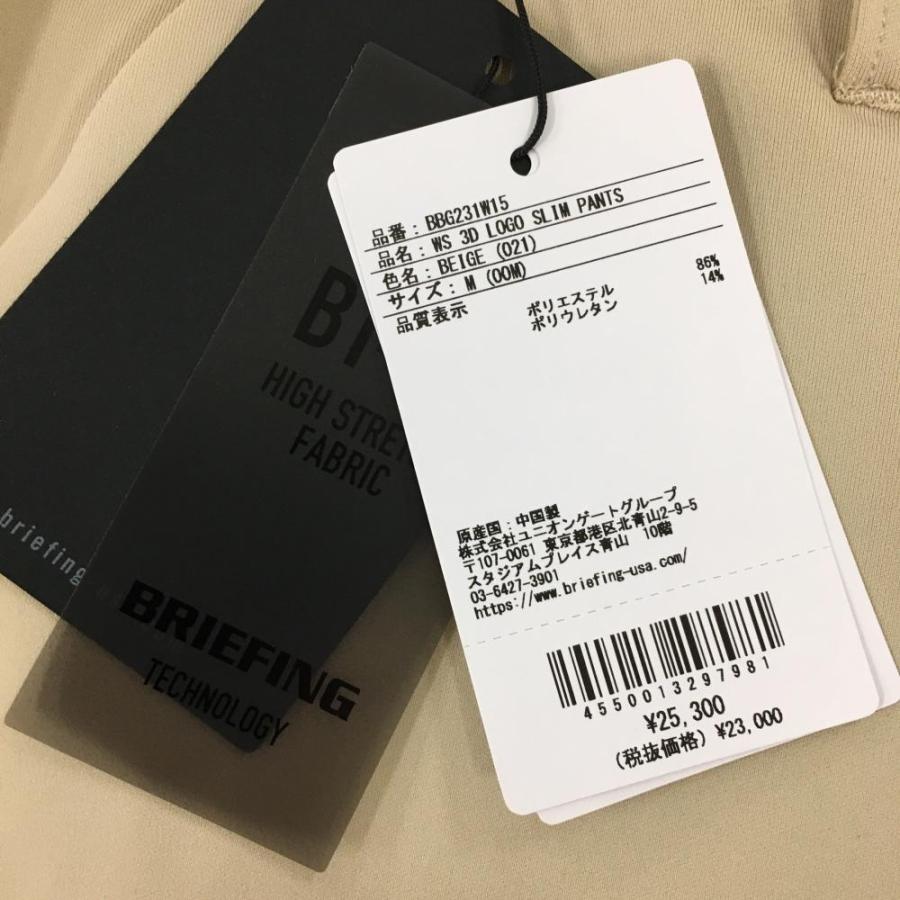 品番：BBG231W15
品名：WS 3D LOGO SLIM PANTS
色名：BEIGE (021)
サイズ：M (00M)
品質表示 ポリエステル 86%
ポリウレタン 14%
原産国：中国製
株式会社ユニオンゲートグループ
〒107-0061 東京都港区北青山2-9-5
スタジアムプレイス青山 10階
03-6427-3901
https://www.briefing-usa.com/
4550013297981
¥25,300
(税抜価格) ¥23,000
HIGH
FABRIC
BRIEFING
TECHNOLOGY
briefing